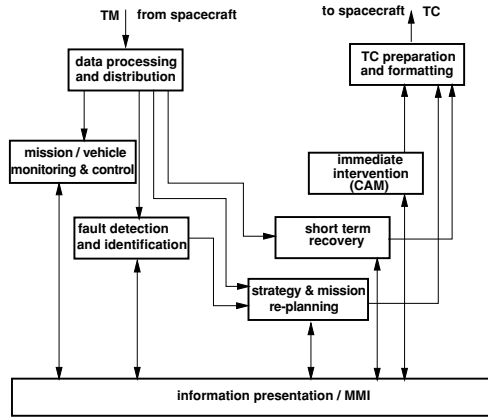 TM from spacecraft
to spacecraft TC
data processing
and distribution
TC preparation
and formatting
mission / vehicle
monitoring & control
immediate
intervention
(CAM)
fault detection
and identification
short term
recovery
strategy & mission
re-planning
information presentation / MMI